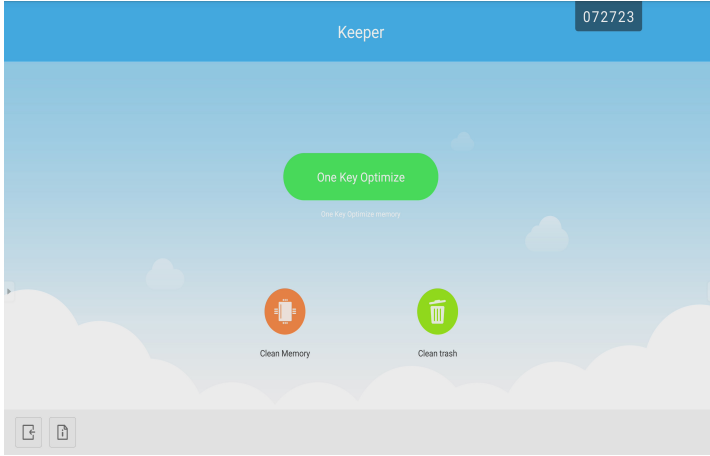 072723
Keeper
One Key Optimize
One Key Optimize memory
Clean Memory
Clean trash